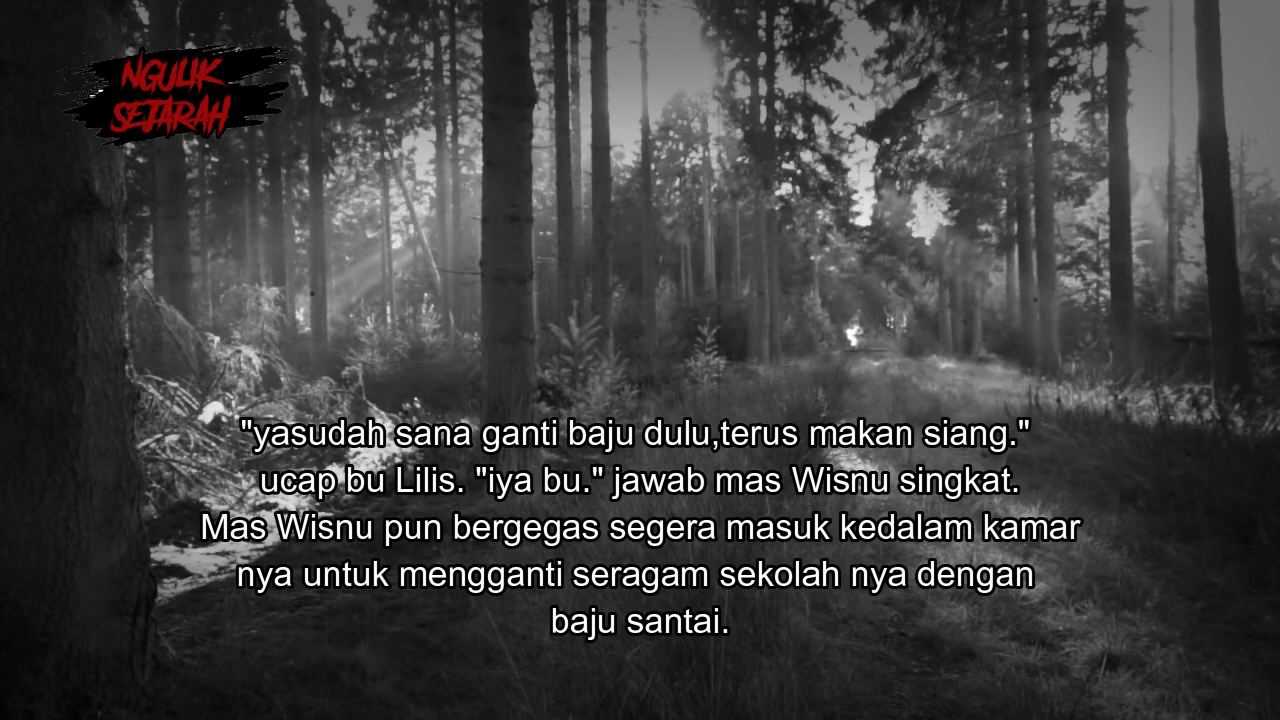 NGULIK
SEJARAH
"yasudah sana ganti baju dulu,terus makan siang."
ucap bu Lilis. "iya bu." jawab mas Wisnu singkat.
Mas Wisnu pun bergegas segera masuk kedalam kamar
nya untuk mengganti seragam sekolah nya dengan
baju santai.